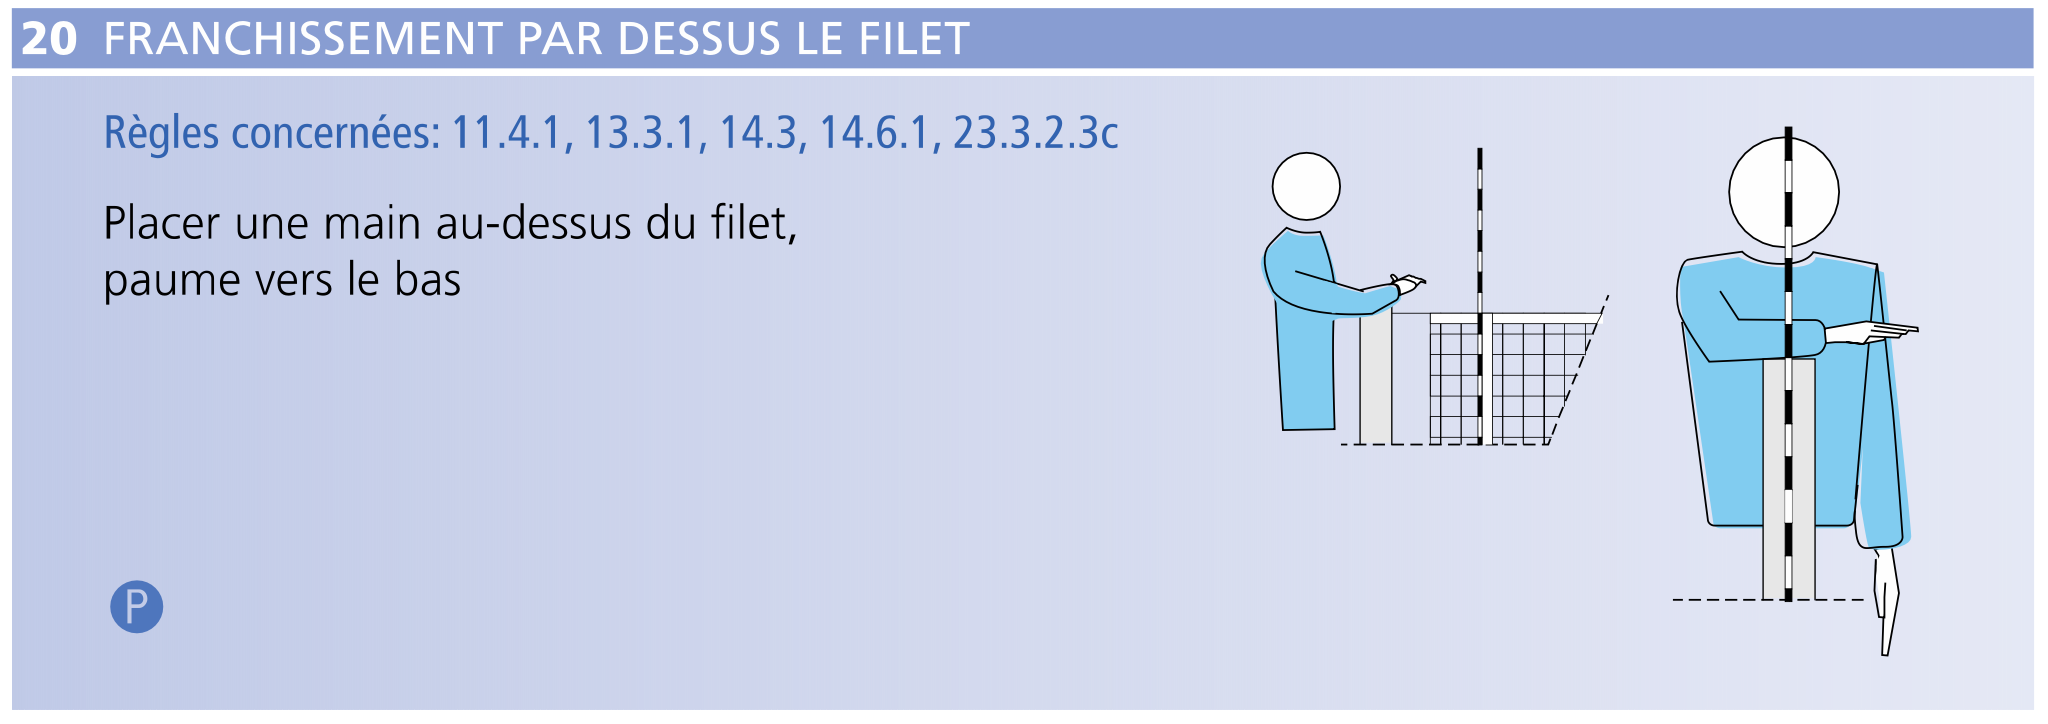 20 FRANCHISSEMENT PAR DESSUS LE FILET
Règles concernées: 11.4.1, 13.3.1, 14.3, 14.6.1, 23.3.2.3c
Placer une main au-dessus du filet,
paume vers le bas
P